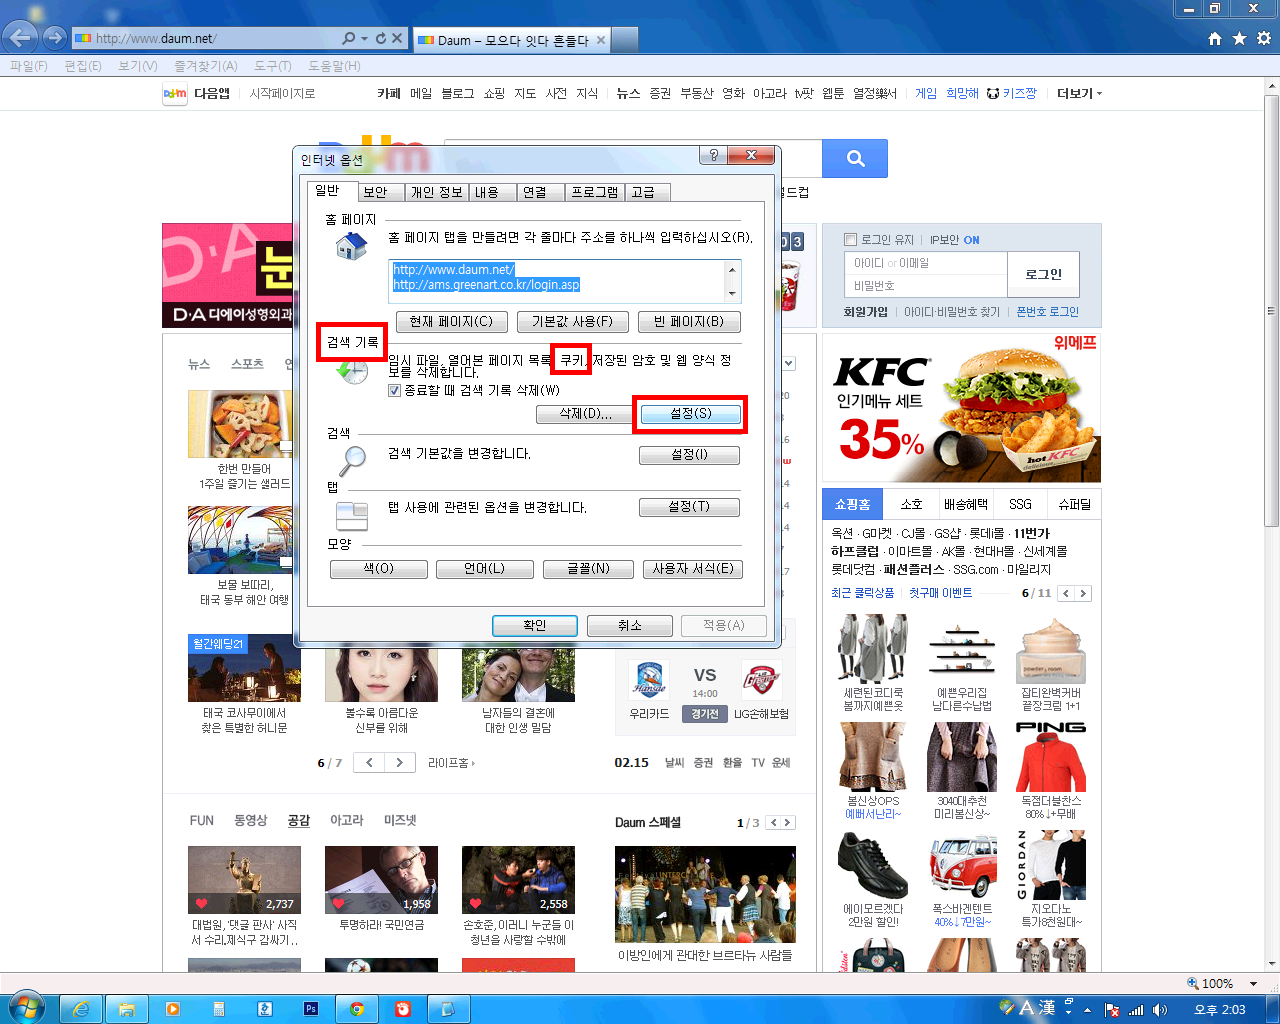 http://www.daum.net/
Daum – 모으다 잇다 흔들다
파일(F) 편집(E) 보기(V) 즐겨찾기(A) 도구(T) 도움말(H)
다음앱 시작페이지로 카페 메일 블로그 쇼핑 지도 사전 지식 뉴스 증권 부동산 영화 아고라 tv팟 웹툰 열정樂서 게임 희망해 키즈짱 더보기
인터넷 옵션
일반 보안 개인 정보 내용 연결 프로그램 고급
홈 페이지
홈 페이지 탭을 만들려면 각 줄마다 주소를 하나씩 입력하십시오(R).
http://www.daum.net/
http://ams.greenart.co.kr/login.asp
현재 페이지(C) 기본값 사용(F) 빈 페이지(B)
검색 기록
임시 파일, 열어본 페이지 목록, 쿠키, 저장된 암호 및 웹 양식 정
보를 삭제합니다.
종료할 때 검색 기록 삭제(W)
삭제(D)... 설정(S)
검색
검색 기본값을 변경합니다.
설정(I)
탭
탭 사용에 관련된 옵션을 변경합니다.
설정(T)
모양
색(O) 언어(L) 글꼴(N) 사용자 서식(E)
확인 취소 적용(A)
D·A
눈
D·A 디에이성형외과
로그인 유지 IP보안 ON
아이디 or 이메일
비밀번호
로그인
회원가입 아이디·비밀번호 찾기 폰번호 로그인
뉴스 스포츠
한번 만들어
1주일 즐기는 샐러드
보물 보따리,
태국 동부 해안 여행
월간웨딩21
태국 코사무이에서
찾은 특별한 허니문
볼수록 아름다운
신부를 위해
남자들의 결혼에
대한 인생 밀담
6 / 7 라이프홈
위메프
KFC
인기메뉴 세트
35%
hot KFC
쇼핑홈 소호 배송혜택 SSG 슈퍼딜
옥션 · G마켓 · CJ몰 · GS샵 · 롯데i몰 · 11번가
하프클럽 · 이마트몰 · AK몰 · 현대H몰 · 신세계몰
롯데닷컴 · 패션플러스 · SSG.com · 마일리지
최근 클릭상품 첫구매 이벤트 6 / 11
세련된코디룩
봄까지예쁜옷
예쁜우리집
남다른수납법
powdery room
잡티완벽커버
끝장크림 1+1
VS
14:00
우리카드 경기전 LIG손해보험
02.15 날씨 증권 환율 TV 운세
봄신상OPS
예뻐서난리~
3040대추천
미리봄신상~
PING
독점더블찬스
80%↓+무배
FUN 동영상 공감 아고라 미즈넷
2,737
대법원, '댓글 판사' 사직
서 수리,제식구 감싸기..
1,958
투명하라! 국민연금
2,558
손호준, 이러니 누군들 이
청년을 사랑할 수밖에
Daum 스페셜 1 / 3
이방인에게 관대한 브르타뉴 사람들
에이모르겠다
2만원 할인!
폭스바겐텐트
40%↓7만원~
GIORDANO
지오다노
특가8천원대~
100%
A 漢
오후 2:03